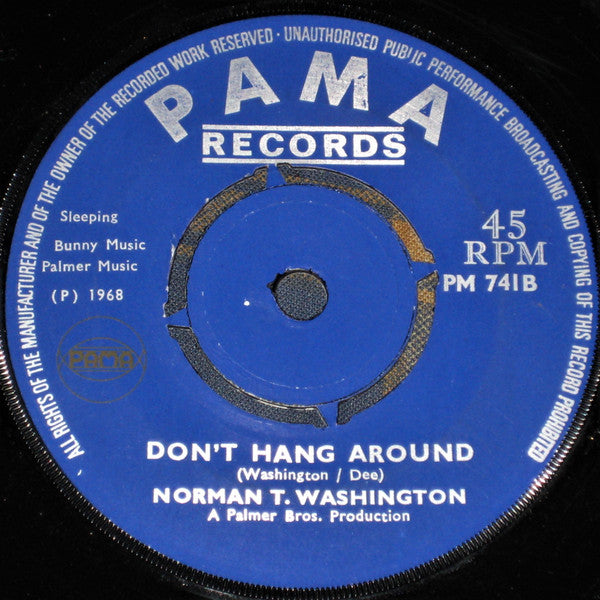 ALL RIGHTS OF THE MANUFACTURER AND OF THE OWNER OF THE RECORDED WORK RESERVED · UNAUTHORISED PUBLIC PERFORMANCE BROADCASTING AND COPYING OF THIS RECORD PROHIBITED
PAMA
RECORDS
Sleeping
Bunny Music
Palmer Music
(P) 1968
45
RPM
PM 741B
PAMA
DON'T HANG AROUND
(Washington / Dee)
NORMAN T. WASHINGTON
A Palmer Bros. Production